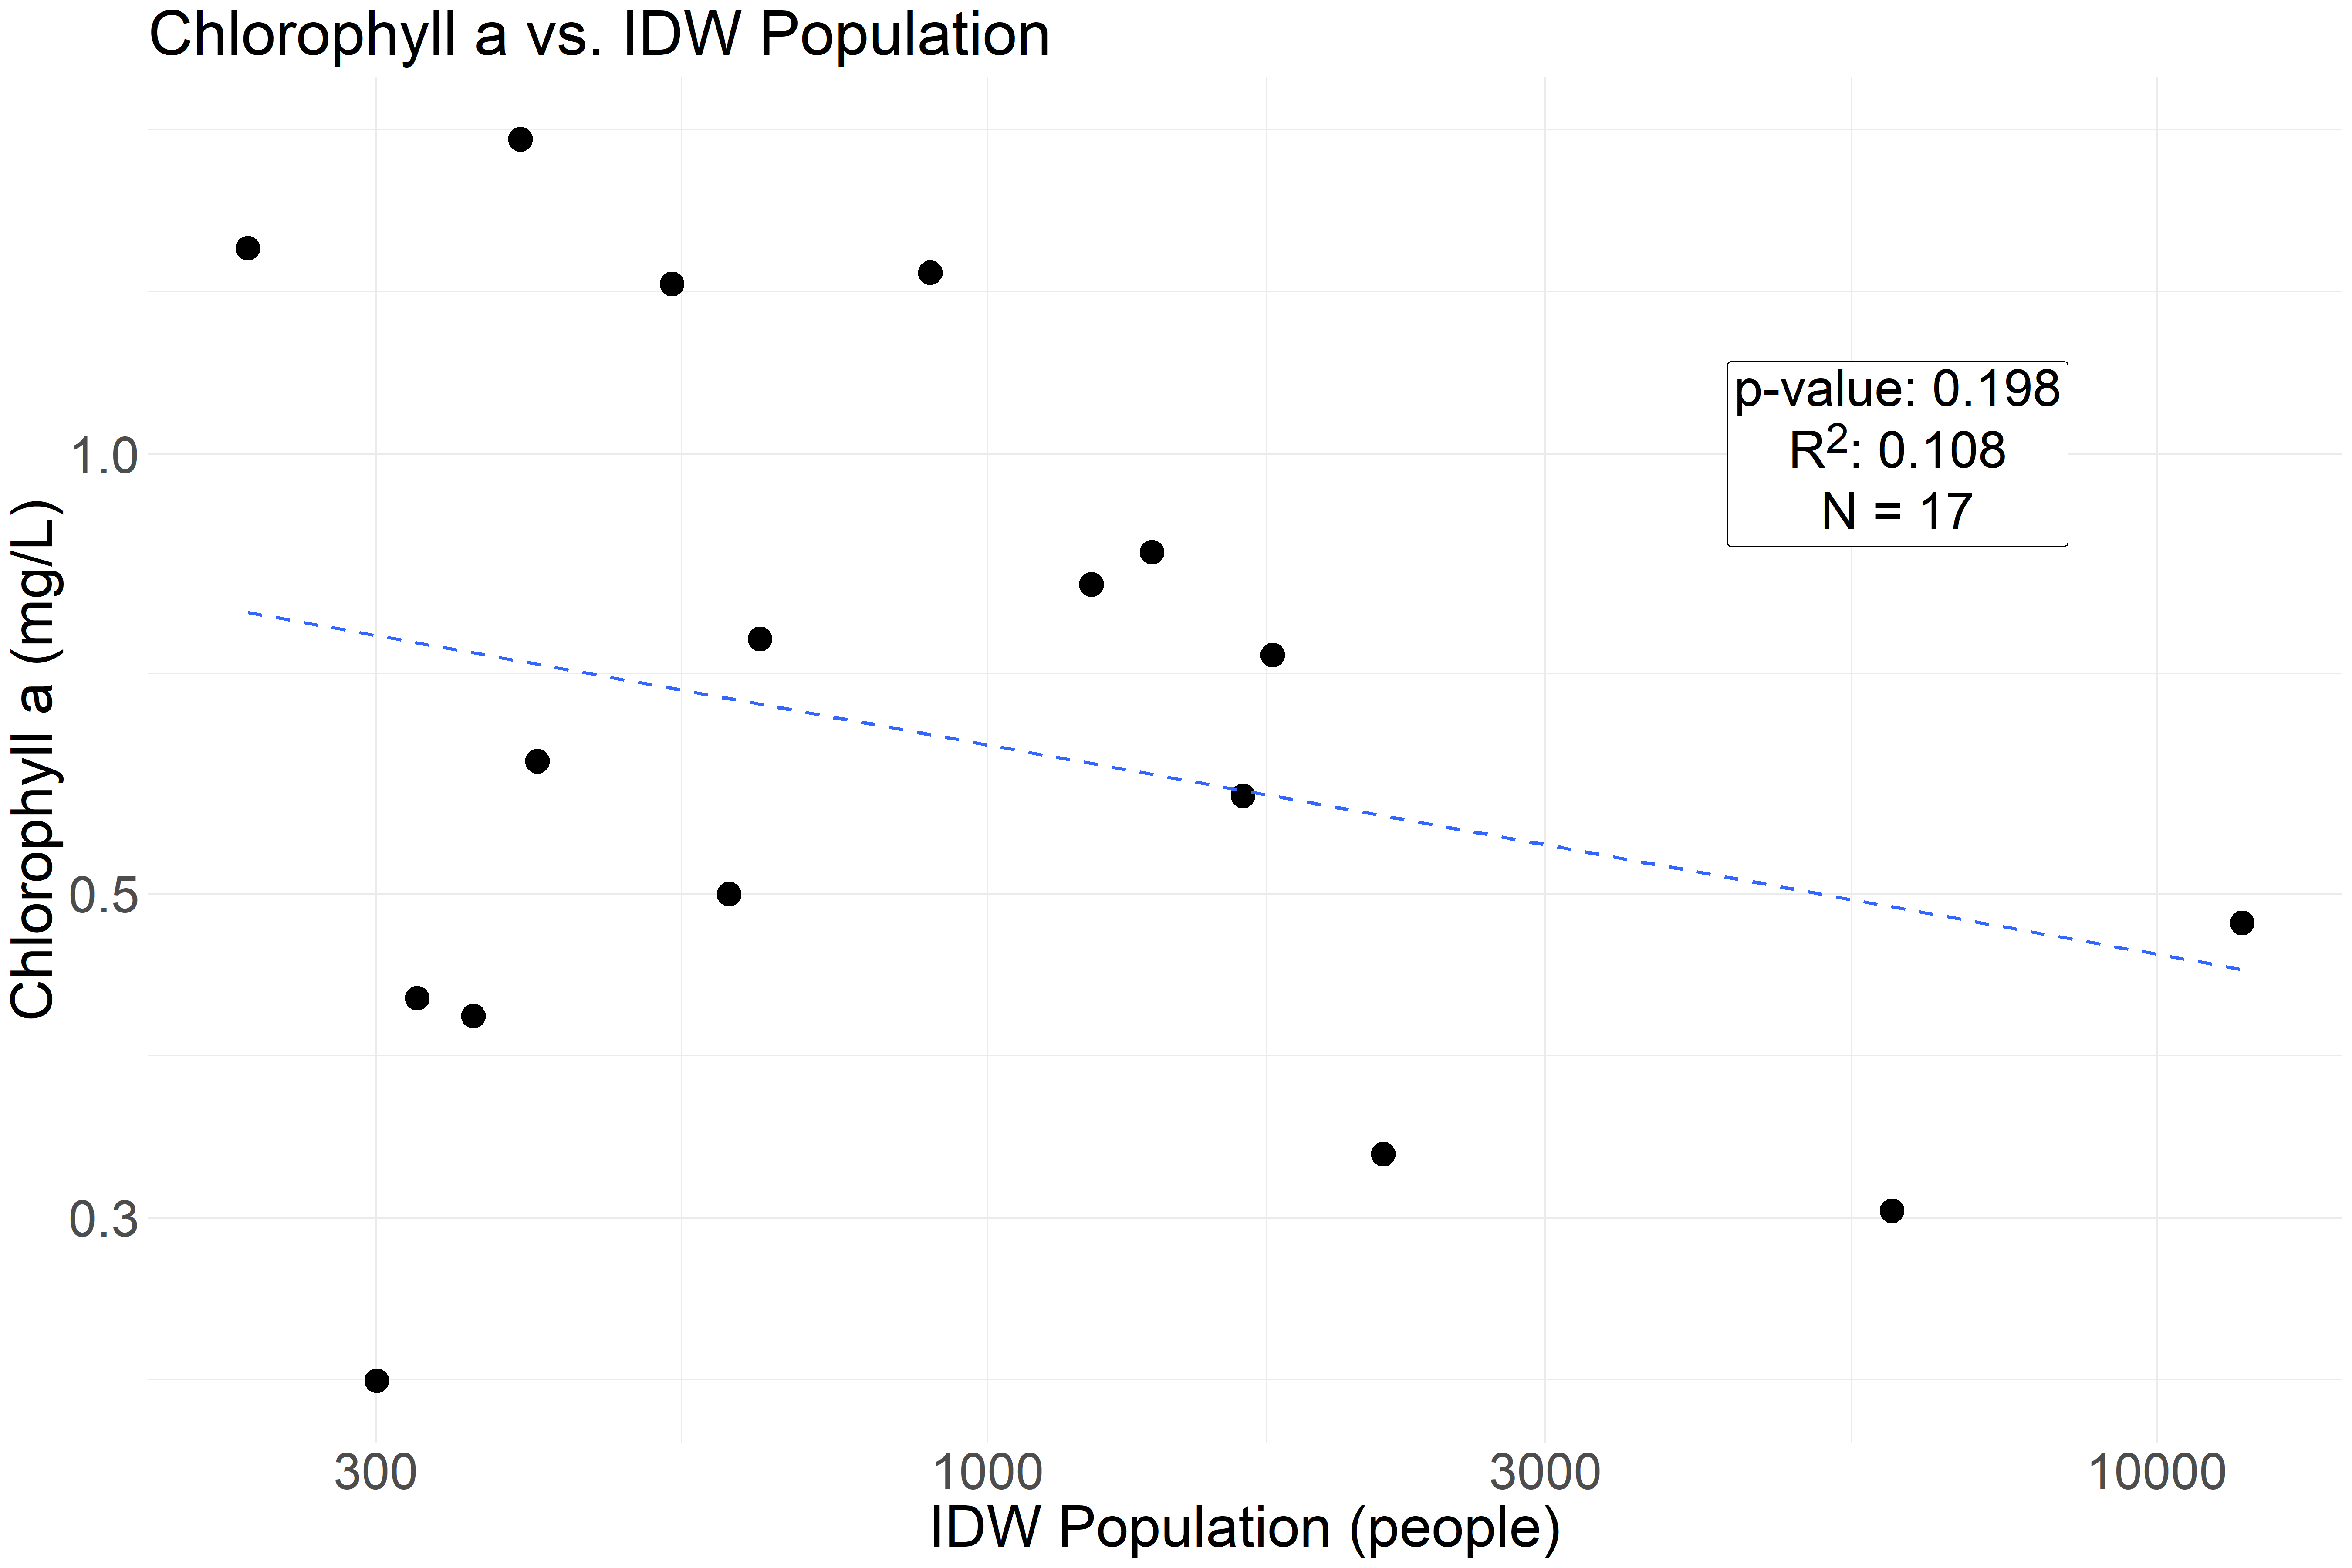 Chlorophyll a vs. IDW Population
Chlorophyll a (mg/L)
1.0
0.5
0.3
p-value: 0.198
R²: 0.108
N = 17
300 1000 3000 10000
IDW Population (people)